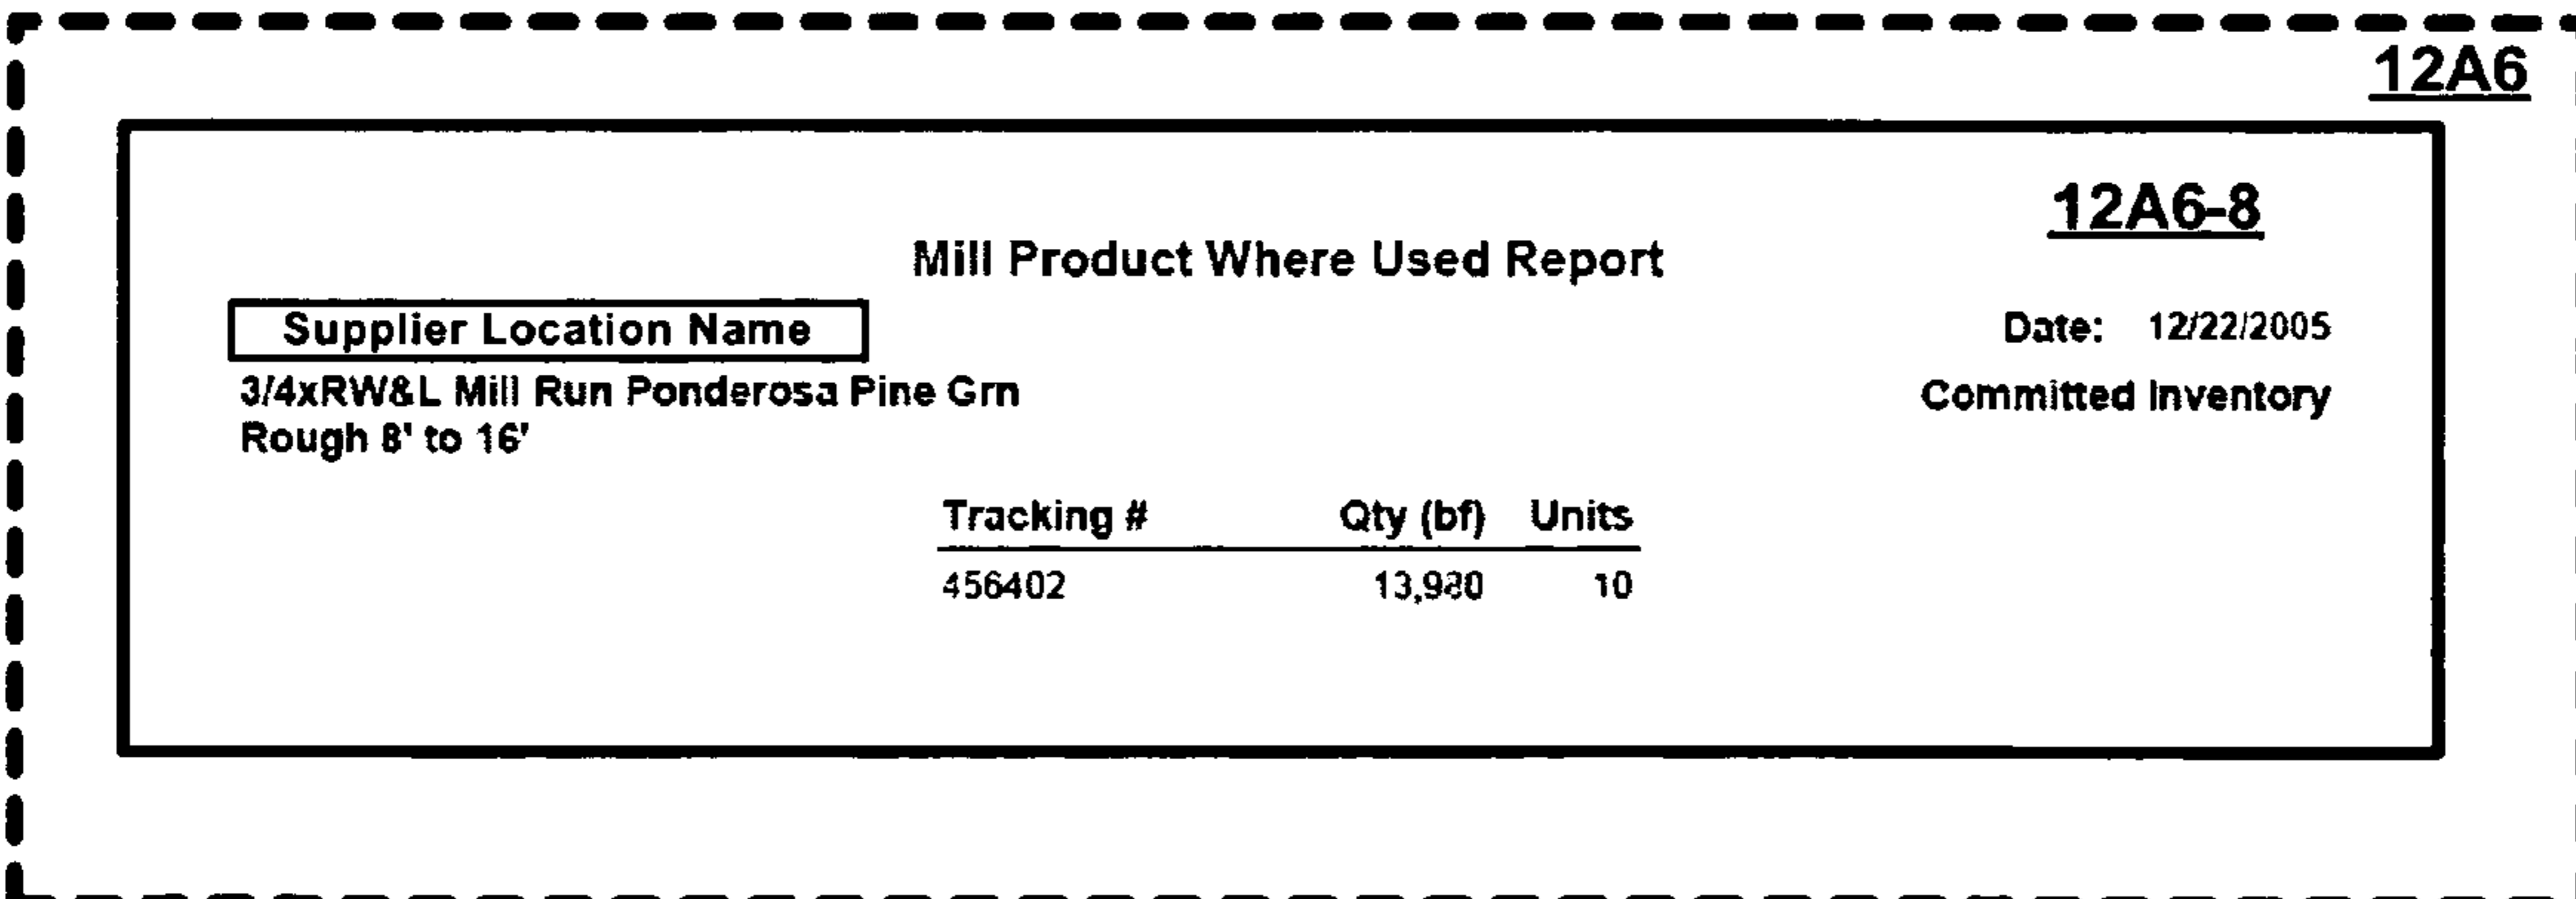 12A6
12A6-8
Mill Product Where Used Report
Supplier Location Name
Date: 12/22/2005
3/4xRW&L Mill Run Ponderosa Pine Grn
Committed Inventory
Rough 8' to 16'
Tracking # Qty (bf) Units
456402 13,980 10